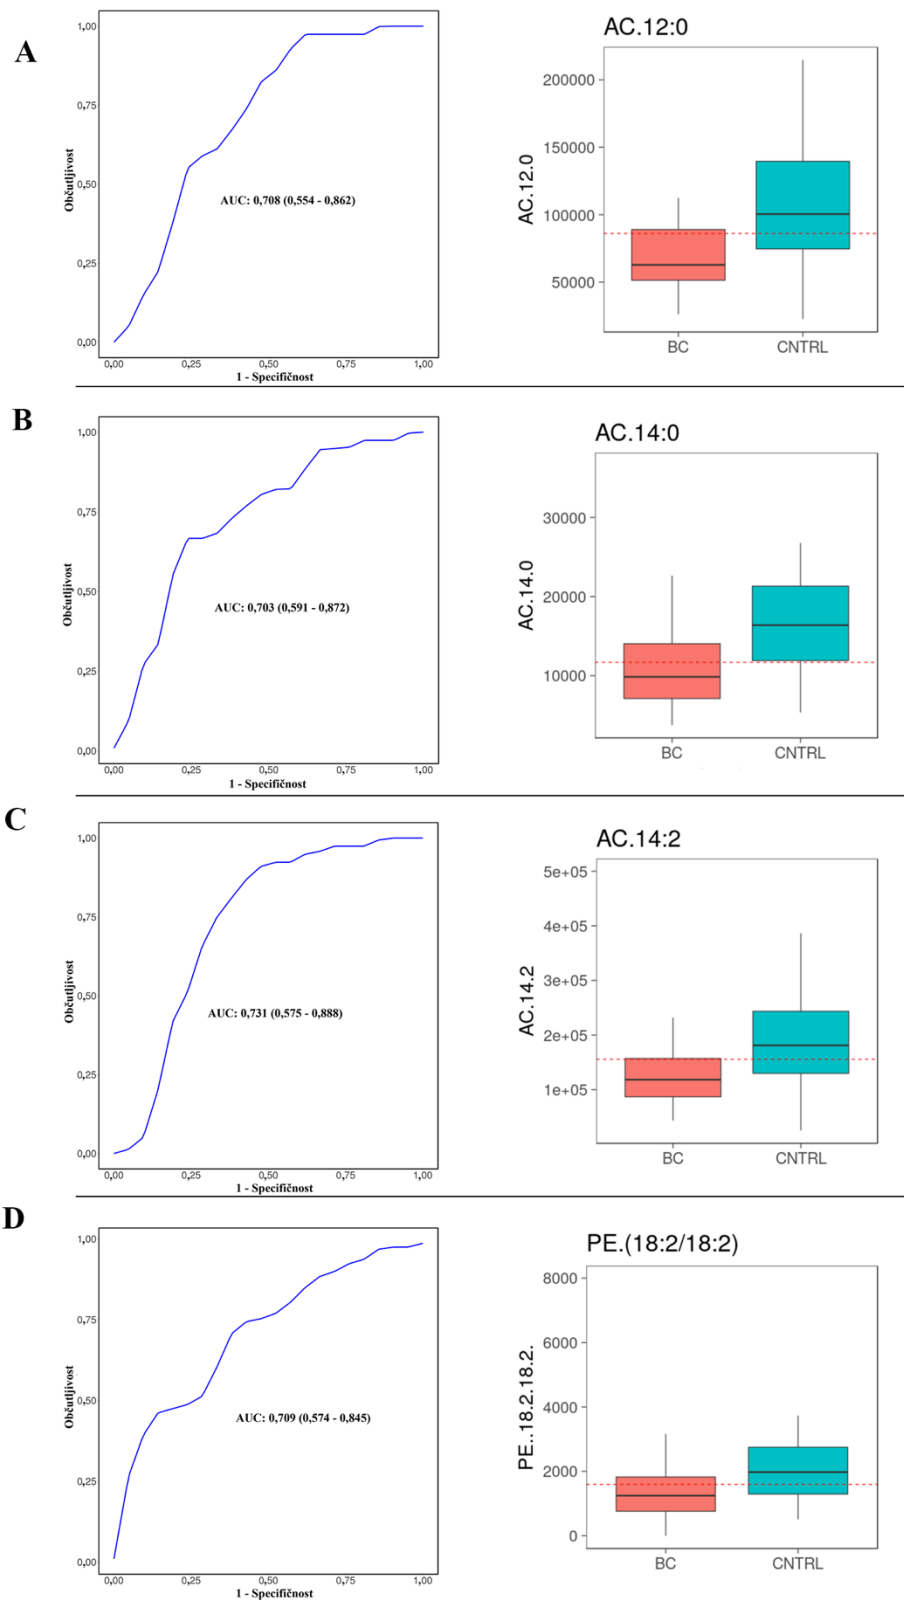 A
1,00
0,75
0,50
0,25
0,00
Občutljivost
AUC: 0,708 (0,554 - 0,862)
0,00 0,25 0,50 0,75 1,00
1 - Specifičnost
AC.12:0
AC.12.0
200000
150000
100000
50000
BC CNTRL
B
1,00
0,75
0,50
0,25
0,00
Občutljivost
AUC: 0,703 (0,591 - 0,872)
0,00 0,25 0,50 0,75 1,00
1 - Specifičnost
AC.14:0
AC.14.0
30000
20000
10000
BC CNTRL
C
1,00
0,75
0,50
0,25
0,00
Občutljivost
AUC: 0,731 (0,575 - 0,888)
0,00 0,25 0,50 0,75 1,00
1 - Specifičnost
AC.14:2
AC.14.2
5e+05
4e+05
3e+05
2e+05
1e+05
BC CNTRL
D
1,00
0,75
0,50
0,25
0,00
Občutljivost
AUC: 0,709 (0,574 - 0,845)
0,00 0,25 0,50 0,75 1,00
1 - Specifičnost
PE.(18:2/18:2)
PE..18.2.18.2.
8000
6000
4000
2000
0
BC CNTRL